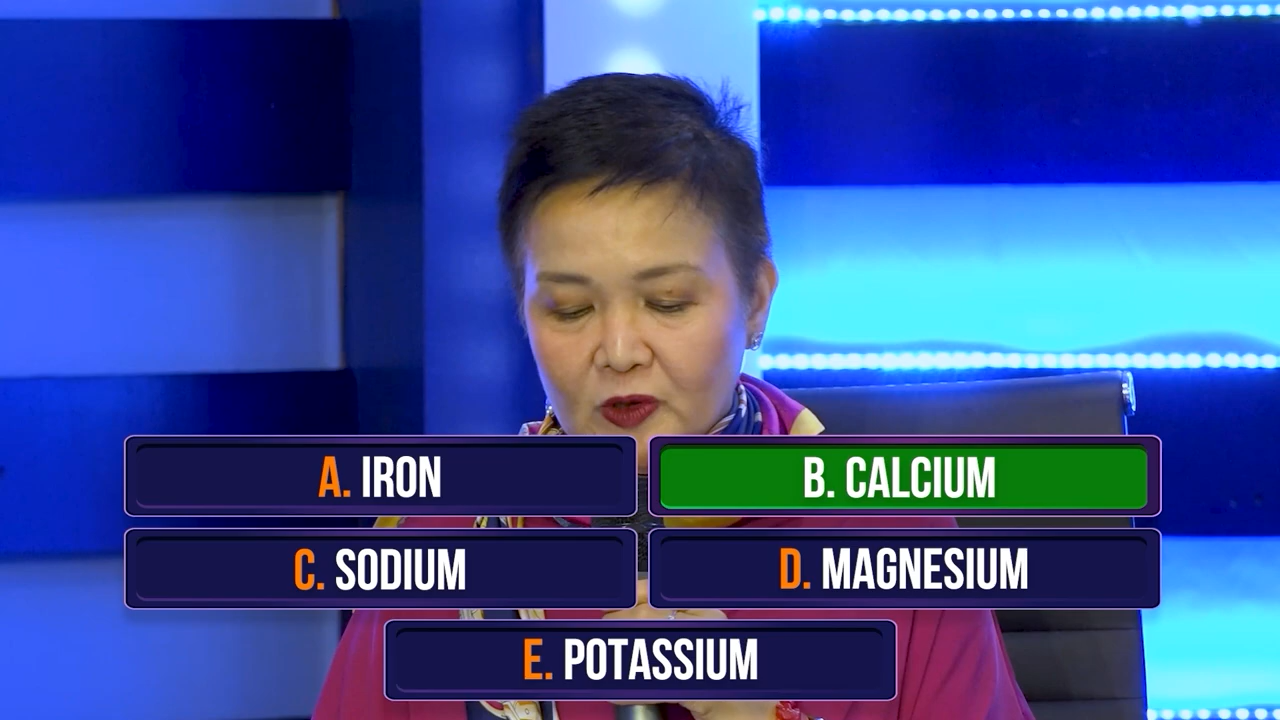 A. IRON
B. CALCIUM
C. SODIUM
D. MAGNESIUM
E. POTASSIUM